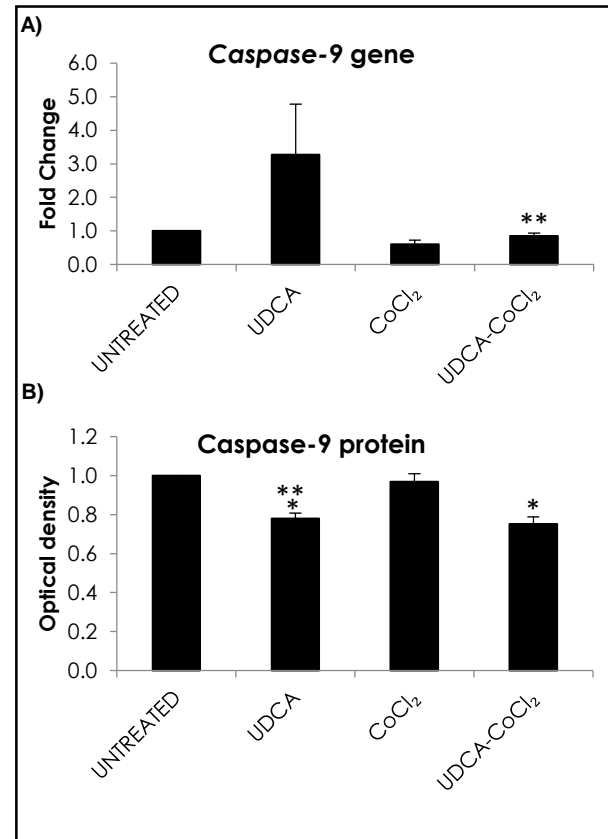 A)
Caspase-9 gene
Fold Change
6.0
5.0
4.0
3.0
2.0
1.0
0.0
**
UNTREATED
UDCA
CoCl₂
UDCA-CoCl₂
B)
Caspase-9 protein
Optical density
1.2
1.0
0.8
0.6
0.4
0.2
0.0
**
*
*
UNTREATED
UDCA
CoCl₂
UDCA-CoCl₂